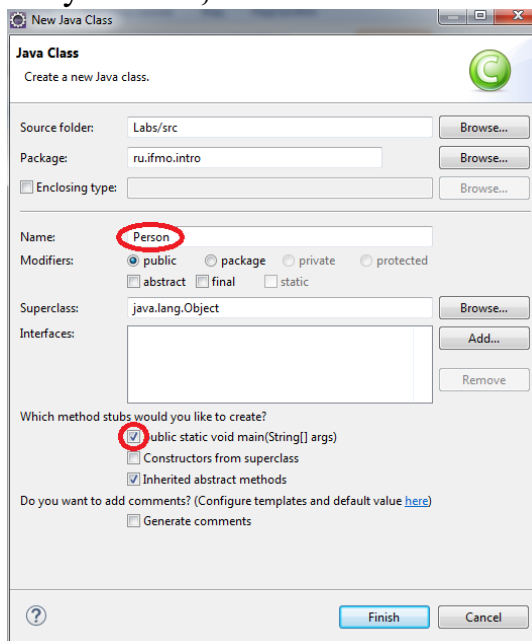 New Java Class
Java Class
Create a new Java class.
Source folder: Labs/src Browse...
Package: ru.ifmo.intro Browse...
Enclosing type: Browse...
Name: Person
Modifiers: public package private protected
abstract final static
Superclass: java.lang.Object Browse...
Interfaces: Add...
Remove
Which method stubs would you like to create?
public static void main(String[] args)
Constructors from superclass
Inherited abstract methods
Do you want to add comments? (Configure templates and default value here)
Generate comments
Finish Cancel